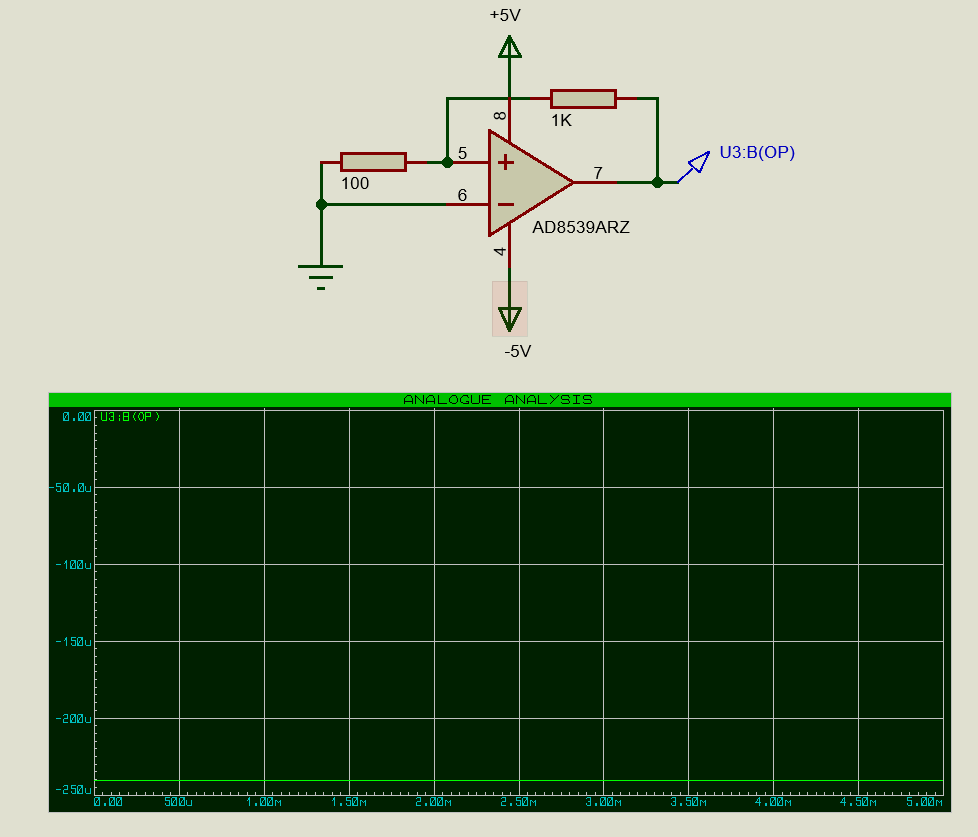 +5V
8
1K
5
7
U3:B(OP)
100
6
AD8539ARZ
4
-5V
ANALOGUE ANALYSIS
0.00
U3:B(OP)
-50.0u
-100u
-150u
-200u
-250u
0.00 500u 1.00m 1.50m 2.00m 2.50m 3.00m 3.50m 4.00m 4.50m 5.00m